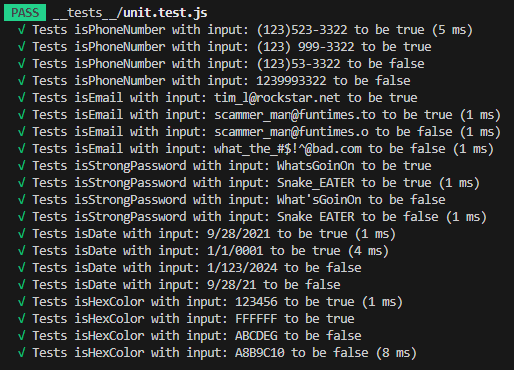 PASS __tests__/unit.test.js
√ Tests isPhoneNumber with input: (123)523-3322 to be true (5 ms)
√ Tests isPhoneNumber with input: (123) 999-3322 to be true
√ Tests isPhoneNumber with input: (123)53-3322 to be false
√ Tests isPhoneNumber with input: 1239993322 to be false
√ Tests isEmail with input: tim_l@rockstar.net to be true
√ Tests isEmail with input: scammer_man@funtimes.to to be true (1 ms)
√ Tests isEmail with input: scammer_man@funtimes.o to be false (1 ms)
√ Tests isEmail with input: what_the_#$!^@bad.com to be false (1 ms)
√ Tests isStrongPassword with input: WhatsGoinOn to be true
√ Tests isStrongPassword with input: Snake_EATER to be true (1 ms)
√ Tests isStrongPassword with input: What'sGoinOn to be false
√ Tests isStrongPassword with input: Snake EATER to be false (1 ms)
√ Tests isDate with input: 9/28/2021 to be true (1 ms)
√ Tests isDate with input: 1/1/0001 to be true (4 ms)
√ Tests isDate with input: 1/123/2024 to be false
√ Tests isDate with input: 9/28/21 to be false
√ Tests isHexColor with input: 123456 to be true (1 ms)
√ Tests isHexColor with input: FFFFFF to be true
√ Tests isHexColor with input: ABCDEG to be false
√ Tests isHexColor with input: A8B9C10 to be false (8 ms)